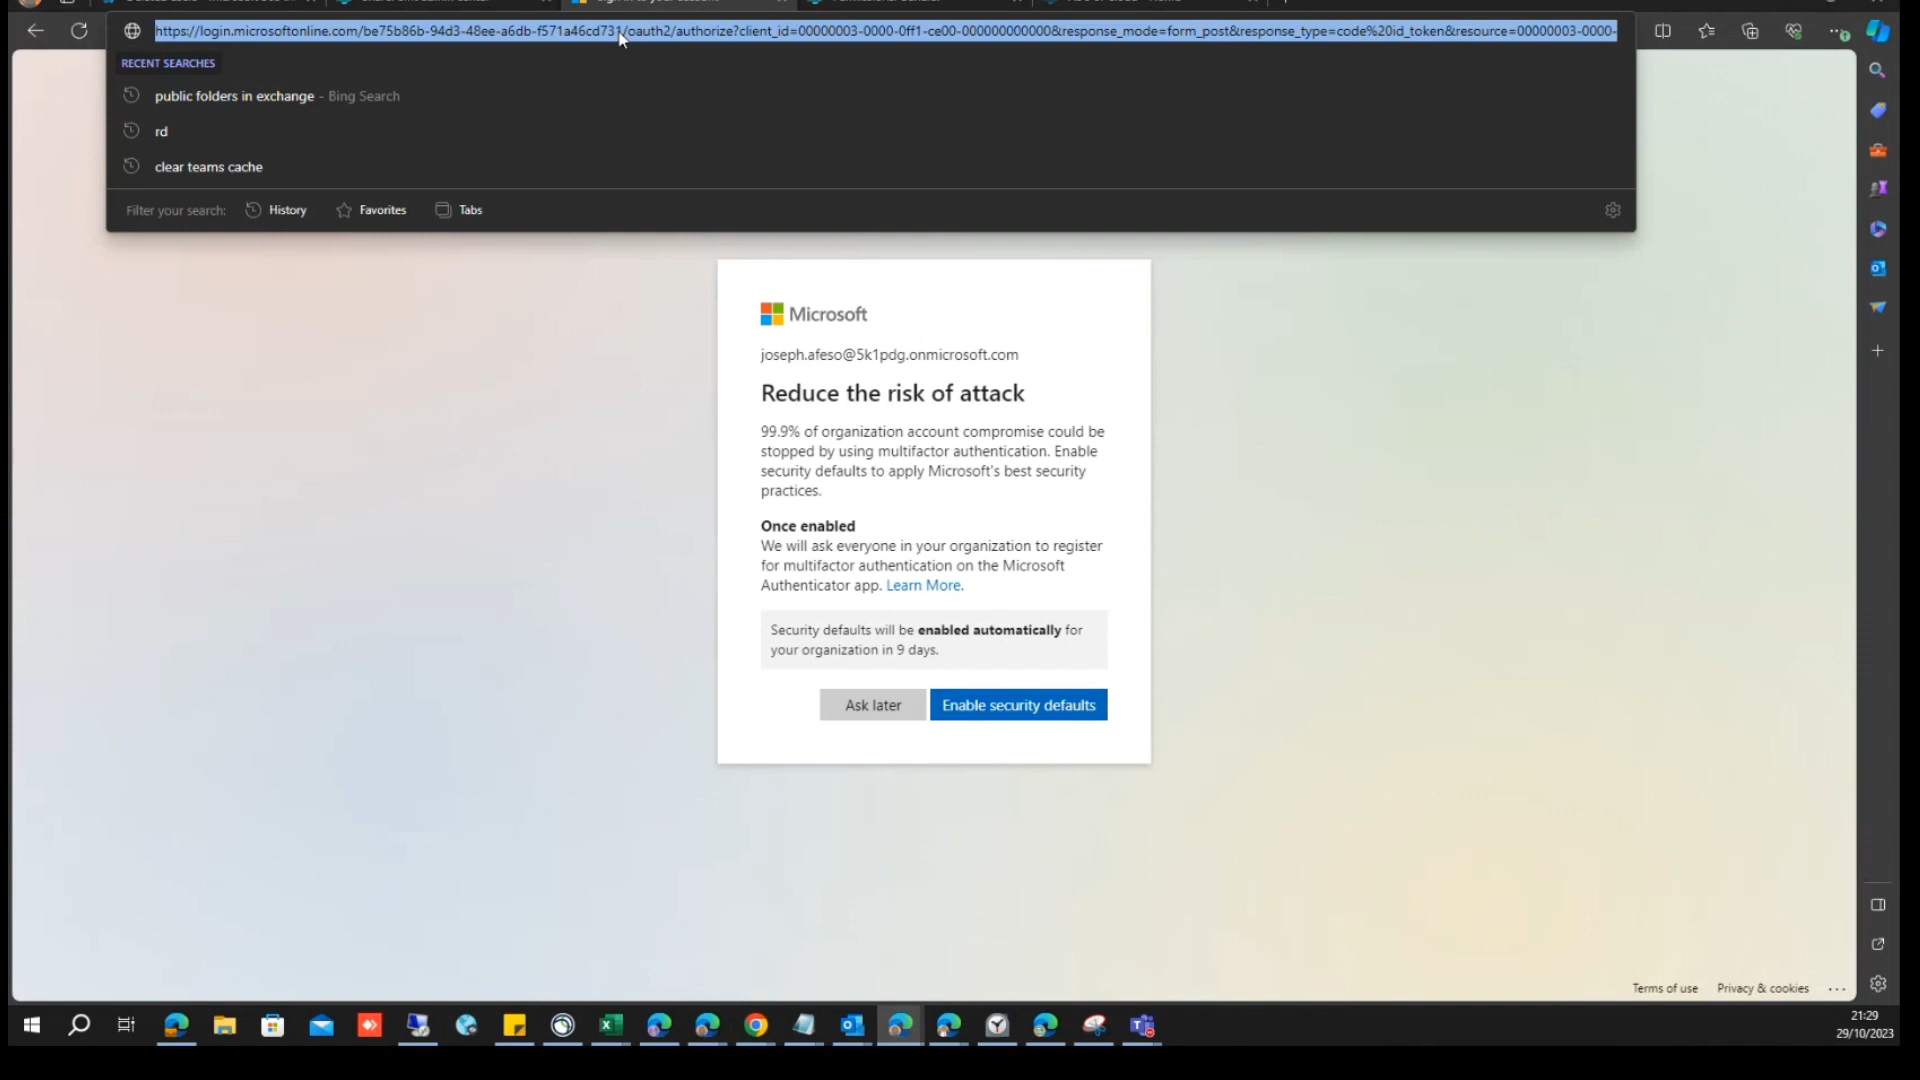 https://login.microsoftonline.com/be75b86b-94d3-48ee-a6db-f571a46cd731/oauth2/authorize?client_id=00000003-0000-0ff1-ce00-000000000000&response_mode=form_post&response_type=code%20id_token&resource=00000003-0000-
RECENT SEARCHES
public folders in exchange - Bing Search
rd
clear teams cache
Filter your search: History Favorites Tabs
Microsoft
joseph.afeso@5k1pdg.onmicrosoft.com
Reduce the risk of attack
99.9% of organization account compromise could be
stopped by using multifactor authentication. Enable
security defaults to apply Microsoft's best security
practices.
Once enabled
We will ask everyone in your organization to register
for multifactor authentication on the Microsoft
Authenticator app. Learn More.
Security defaults will be enabled automatically for
your organization in 9 days.
Ask later Enable security defaults
Terms of use Privacy & cookies ...
21:29
29/10/2023